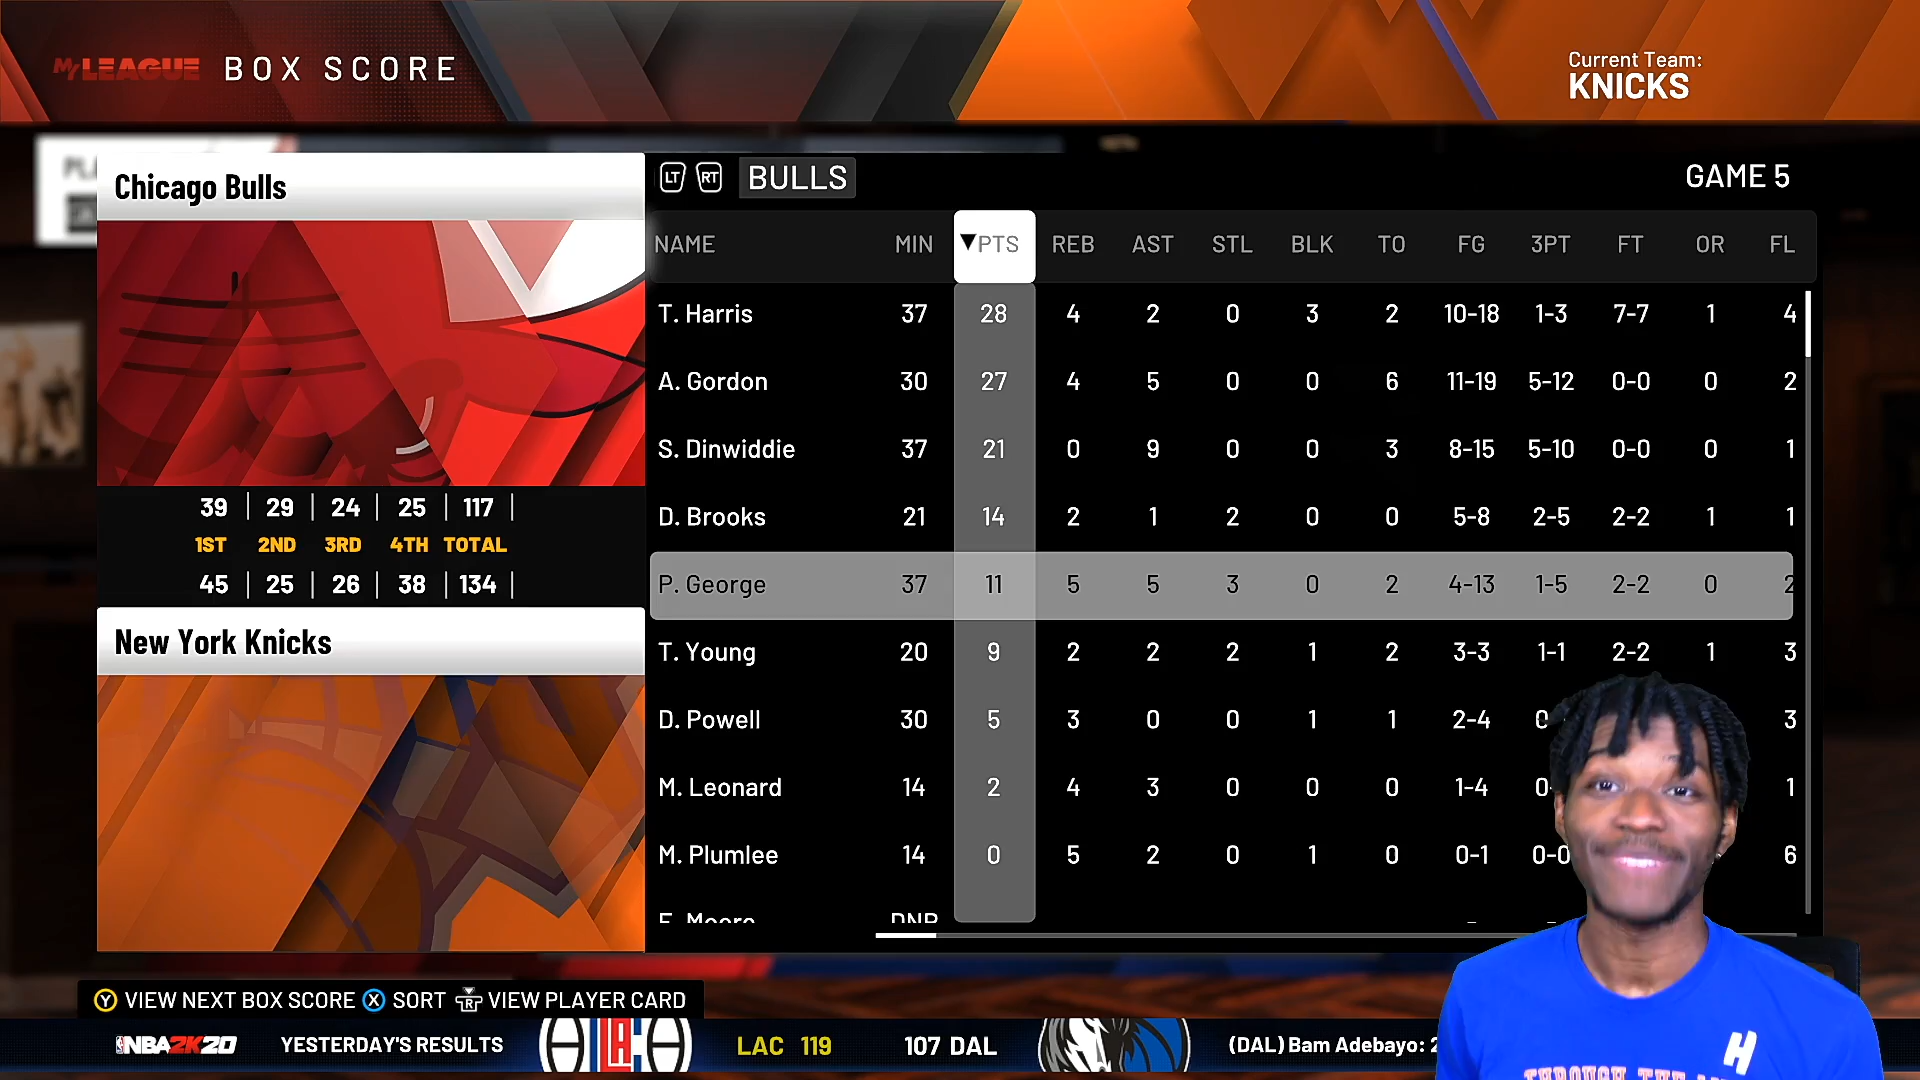 MyLEAGUE BOX SCORE
Current Team:
KNICKS
Chicago Bulls
39 | 29 | 24 | 25 | 117 |
1ST 2ND 3RD 4TH TOTAL
45 | 25 | 26 | 38 | 134 |
New York Knicks
LT RT BULLS GAME 5
NAME MIN ▼PTS REB AST STL BLK TO FG 3PT FT OR FL
T. Harris 37 28 4 2 0 3 2 10-18 1-3 7-7 1 4
A. Gordon 30 27 4 5 0 0 6 11-19 5-12 0-0 0 2
S. Dinwiddie 37 21 0 9 0 0 3 8-15 5-10 0-0 0 1
D. Brooks 21 14 2 1 2 0 0 5-8 2-5 2-2 1 1
P. George 37 11 5 5 3 0 2 4-13 1-5 2-2 0 2
T. Young 20 9 2 2 2 1 2 3-3 1-1 2-2 1 3
D. Powell 30 5 3 0 0 1 1 2-4 3
M. Leonard 14 2 4 3 0 0 0 1-4 1
M. Plumlee 14 0 5 2 0 1 0 0-1 0-0 6
Y VIEW NEXT BOX SCORE X SORT R VIEW PLAYER CARD
NBA2K20 YESTERDAY'S RESULTS LAC 119 107 DAL (DAL) Bam Adebayo:
H